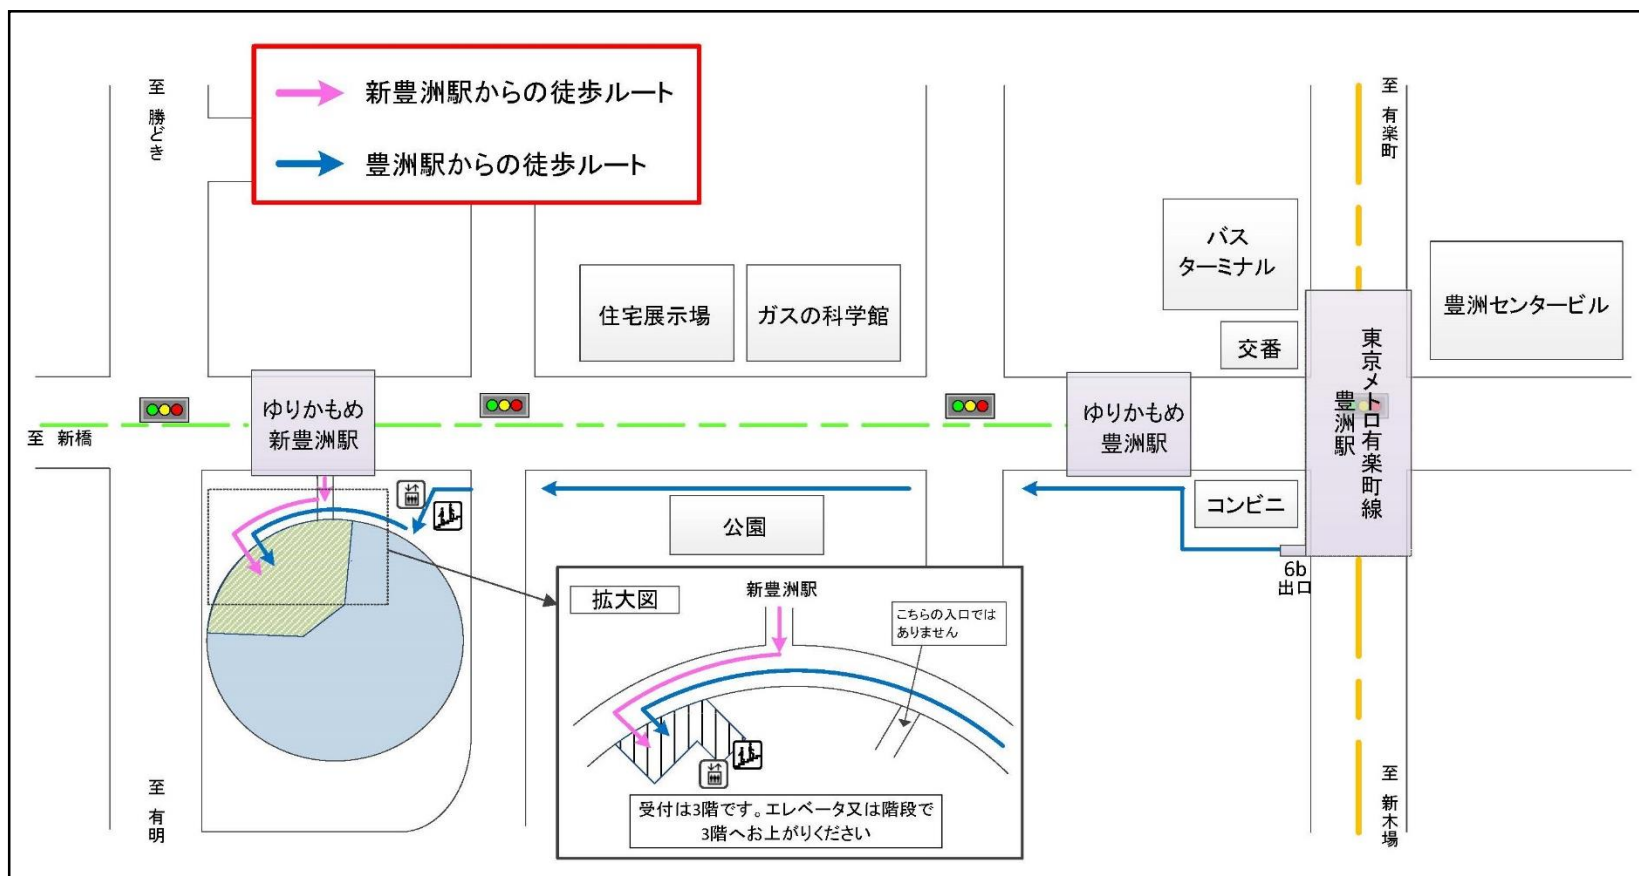 至 勝どき
新豊洲駅からの徒歩ルート
豊洲駅からの徒歩ルート
至 有楽町
バス
ターミナル
交番
豊洲センタービル
住宅展示場
ガスの科学館
ゆりかもめ
新豊洲駅
ゆりかもめ
豊洲駅
東京メトロ有楽町線
豊洲駅
至 新橋
コンビニ
公園
6b
出口
拡大図
新豊洲駅
こちらの入口では
ありません
受付は3階です。エレベータ又は階段で
3階へお上がりください
至 有明
至 新木場